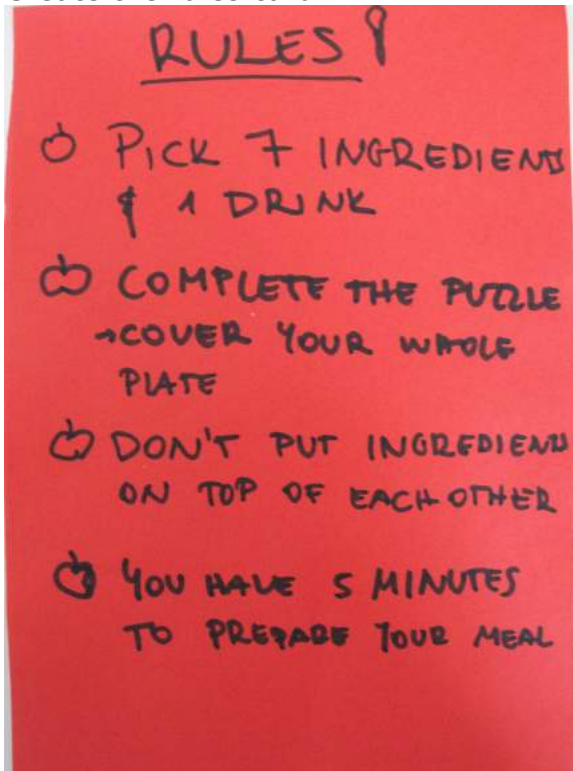 RULES!
PICK 7 INGREDIENTS
& 1 DRINK
COMPLETE THE PUZZLE
→COVER YOUR WHOLE
PLATE
DON'T PUT INGREDIENTS
ON TOP OF EACH OTHER
YOU HAVE 5 MINUTES
TO PREPARE YOUR MEAL